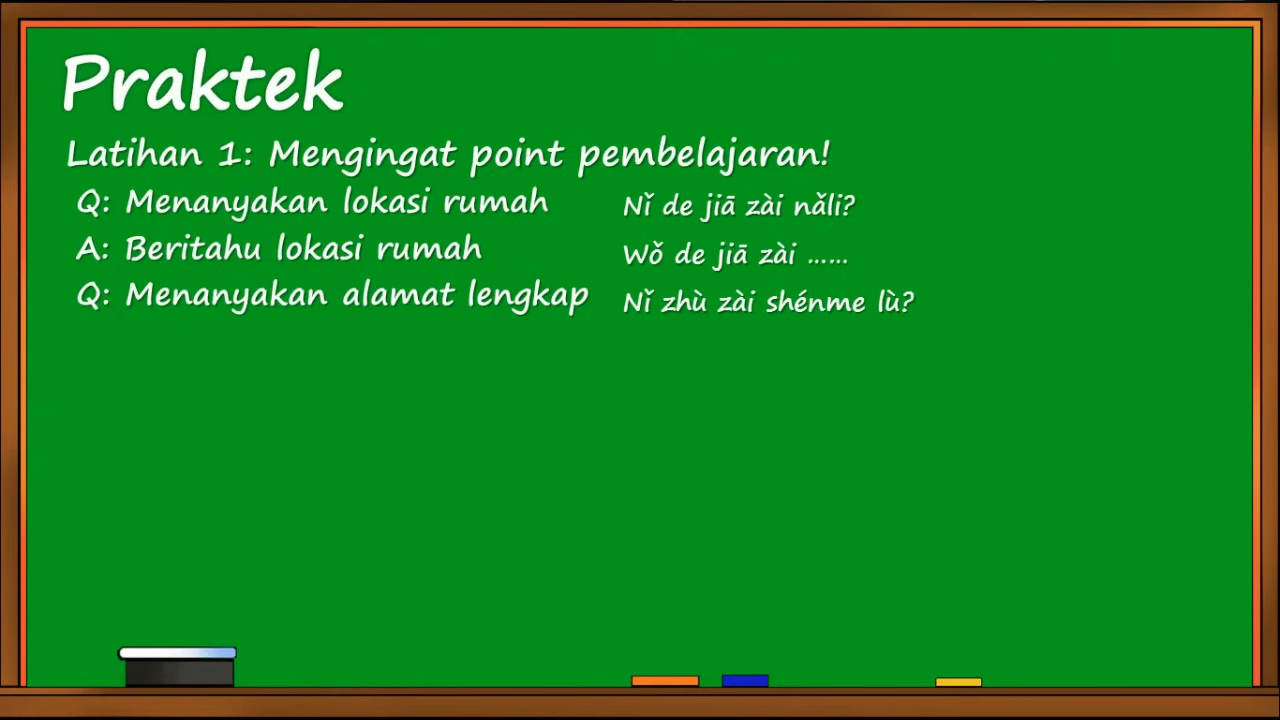 Praktek
Latihan 1: Mengingat point pembelajaran!
Q: Menanyakan lokasi rumah Nǐ de jiā zài nǎli?
A: Beritahu lokasi rumah Wǒ de jiā zài ......
Q: Menanyakan alamat lengkap Nǐ zhù zài shénme lù?